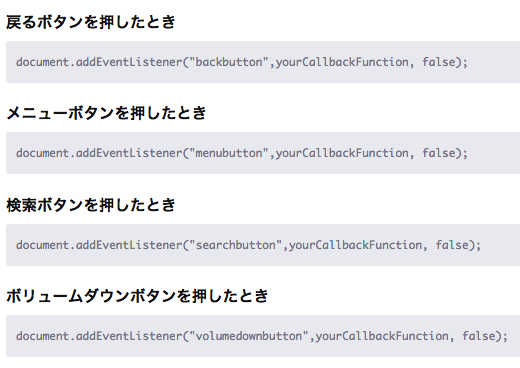 戻るボタンを押したとき
document.addEventListener("backbutton",yourCallbackFunction, false);
メニューボタンを押したとき
document.addEventListener("menubutton",yourCallbackFunction, false);
検索ボタンを押したとき
document.addEventListener("searchbutton",yourCallbackFunction, false);
ボリュームダウンボタンを押したとき
document.addEventListener("volumedownbutton",yourCallbackFunction, false);